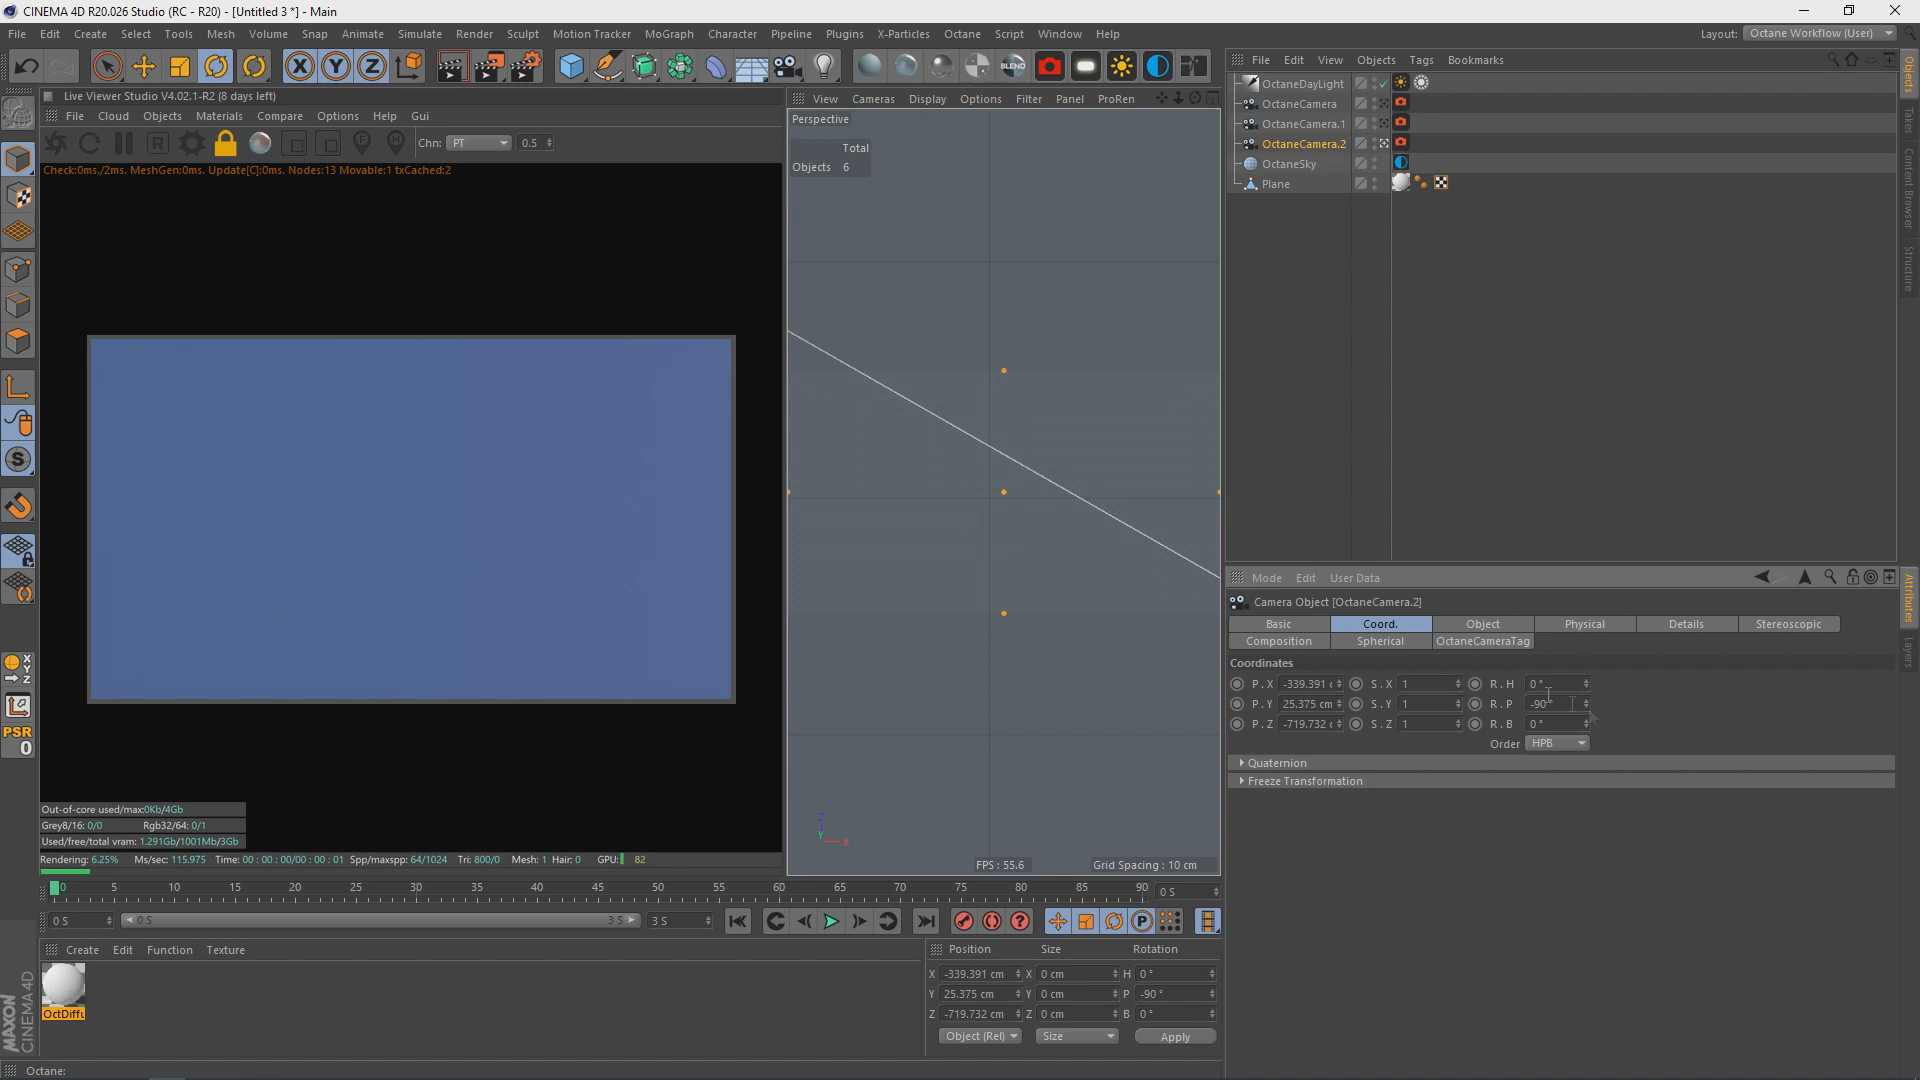 CINEMA 4D R20.026 Studio (RC - R20) - [Untitled 3 *] - Main
File Edit Create Select Tools Mesh Volume Snap Animate Simulate Render Sculpt Motion Tracker MoGraph Character Pipeline Plugins X-Particles Octane Script Window Help
Layout: Octane Workflow (User)
X Y Z
BLEND
File Edit View Objects Tags Bookmarks
Live Viewer Studio V4.02.1-R2 (8 days left)
File Cloud Objects Materials Compare Options Help Gui
Chn: PT 0.5
Check:0ms./2ms. MeshGen:0ms. Update[C]:0ms. Nodes:13 Movable:1 txCached:2
View Cameras Display Options Filter Panel ProRen
Perspective
Total
Objects 6
OctaneDayLight
OctaneCamera
OctaneCamera.1
OctaneCamera.2
OctaneSky
Plane
Objects
Takes
Content Browser
Structure
Mode Edit User Data
Camera Object [OctaneCamera.2]
Basic Coord. Object Physical Details Stereoscopic
Composition Spherical OctaneCameraTag
Coordinates
P . X -339.391 S . X 1 R . H 0 °
P . Y 25.375 cm S . Y 1 R . P -90 °
P . Z -719.732 S . Z 1 R . B 0 °
Order HPB
Quaternion
Freeze Transformation
Attributes
Layers
PSR
0
Y X
Z
FPS : 55.6
Grid Spacing : 10 cm
Out-of-core used/max:0Kb/4Gb
Grey8/16: 0/0 Rgb32/64: 0/1
Used/free/total vram: 1.291Gb/1001Mb/3Gb
Rendering: 6.25% Ms/sec: 115.975 Time: 00 : 00 : 00/00 : 00 : 01 Spp/maxspp: 64/1024 Tri: 800/0 Mesh: 1 Hair: 0 GPU: 82
0 5 10 15 20 25 30 35 40 45 50 55 60 65 70 75 80 85 90
0 S
0 S 0 S 3 S 3 S
Create Edit Function Texture
OctDiffu
Position Size Rotation
X -339.391 cm X 0 cm H 0 °
Y 25.375 cm Y 0 cm P -90 °
Z -719.732 cm Z 0 cm B 0 °
Object (Rel) Size Apply
MAXON
CINEMA 4D
Octane: